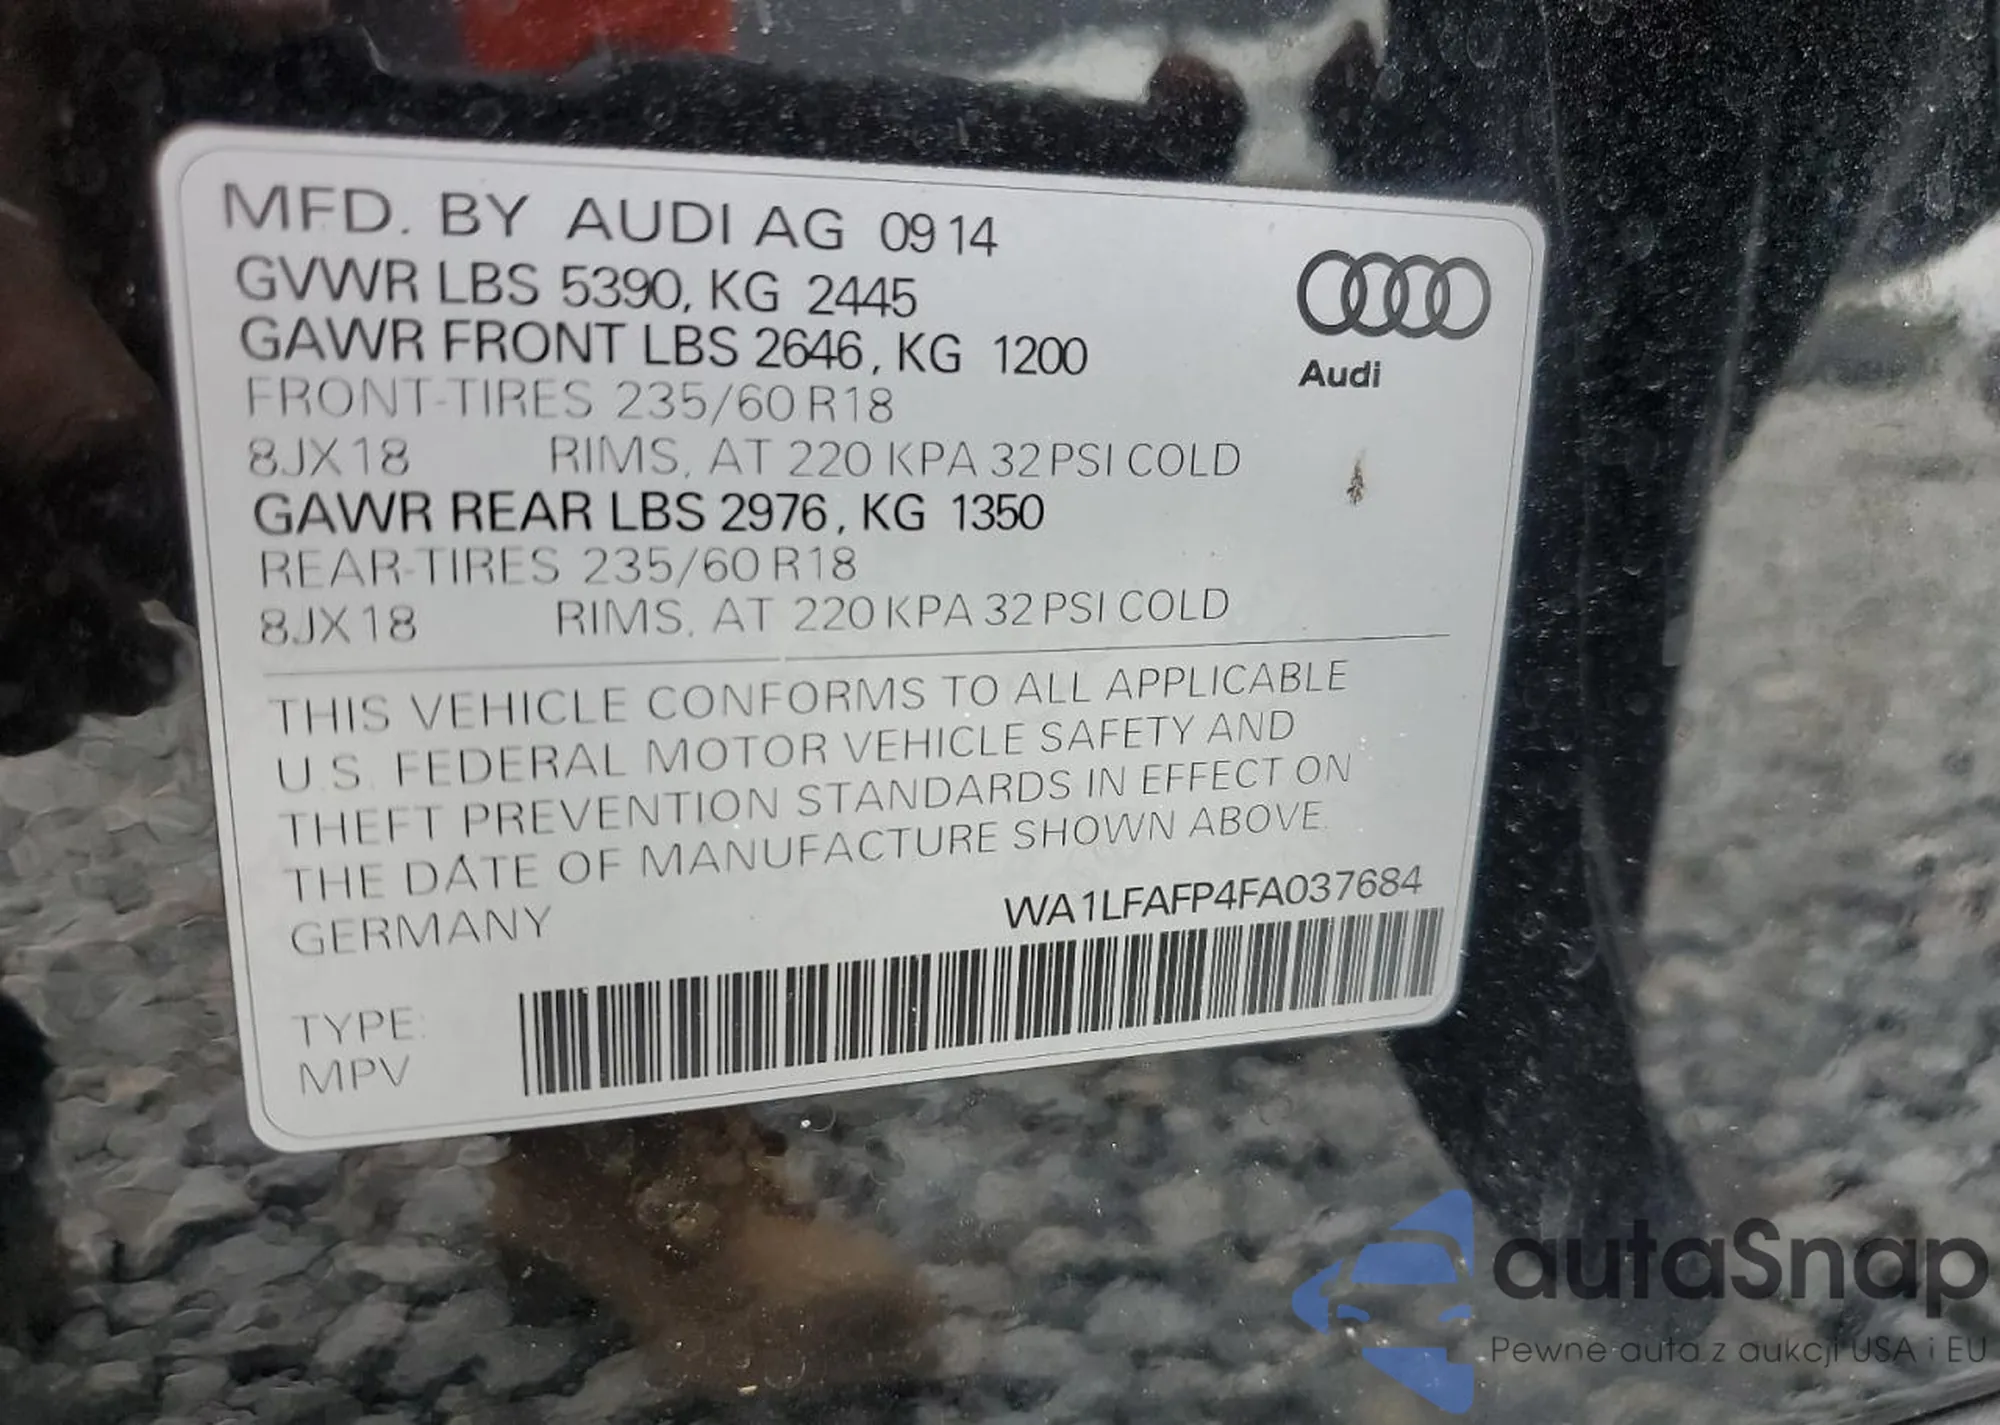 MFD. BY AUDI AG 09 14
GVWR LBS 5390, KG 2445
GAWR FRONT LBS 2646, KG 1200
FRONT-TIRES 235/60 R18
8JX18 RIMS, AT 220 KPA 32 PSI COLD
GAWR REAR LBS 2976, KG 1350
REAR-TIRES 235/60 R18
8JX18 RIMS, AT 220 KPA 32 PSI COLD
Audi
THIS VEHICLE CONFORMS TO ALL APPLICABLE
U.S. FEDERAL MOTOR VEHICLE SAFETY AND
THEFT PREVENTION STANDARDS IN EFFECT ON
THE DATE OF MANUFACTURE SHOWN ABOVE.
GERMANY
WA1LFAFP4FA037684
TYPE:
MPV
autaSnap
Pewne auta z aukcji USA i EU